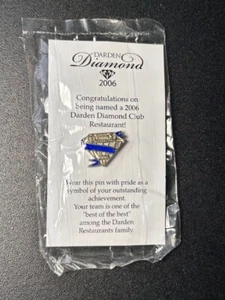 DARDEN
Diamond
2006
Congratulations on
being named a 2006
Darden Diamond Club
Restaurant!
Wear this pin with pride as a
symbol of your outstanding
achievement.
Your team is one of the
"best of the best"
among the Darden
Restaurants family.